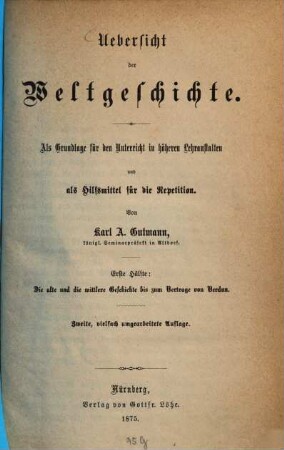 Uebersicht
der
Weltgeschichte.
Als Grundlage für den Unterricht in höheren Lehranstalten
und
als Hilfsmittel für die Repetition.
Von
Karl A. Gutmann,
königl. Seminarpräfekt in Altdorf.
Erste Hälfte:
Die alte und die mittlere Geschichte bis zum Vertrage von Verdun.
Zweite, vielfach umgearbeitete Auflage.
Nürnberg,
Verlag von Gottfr. Löhe.
1875.